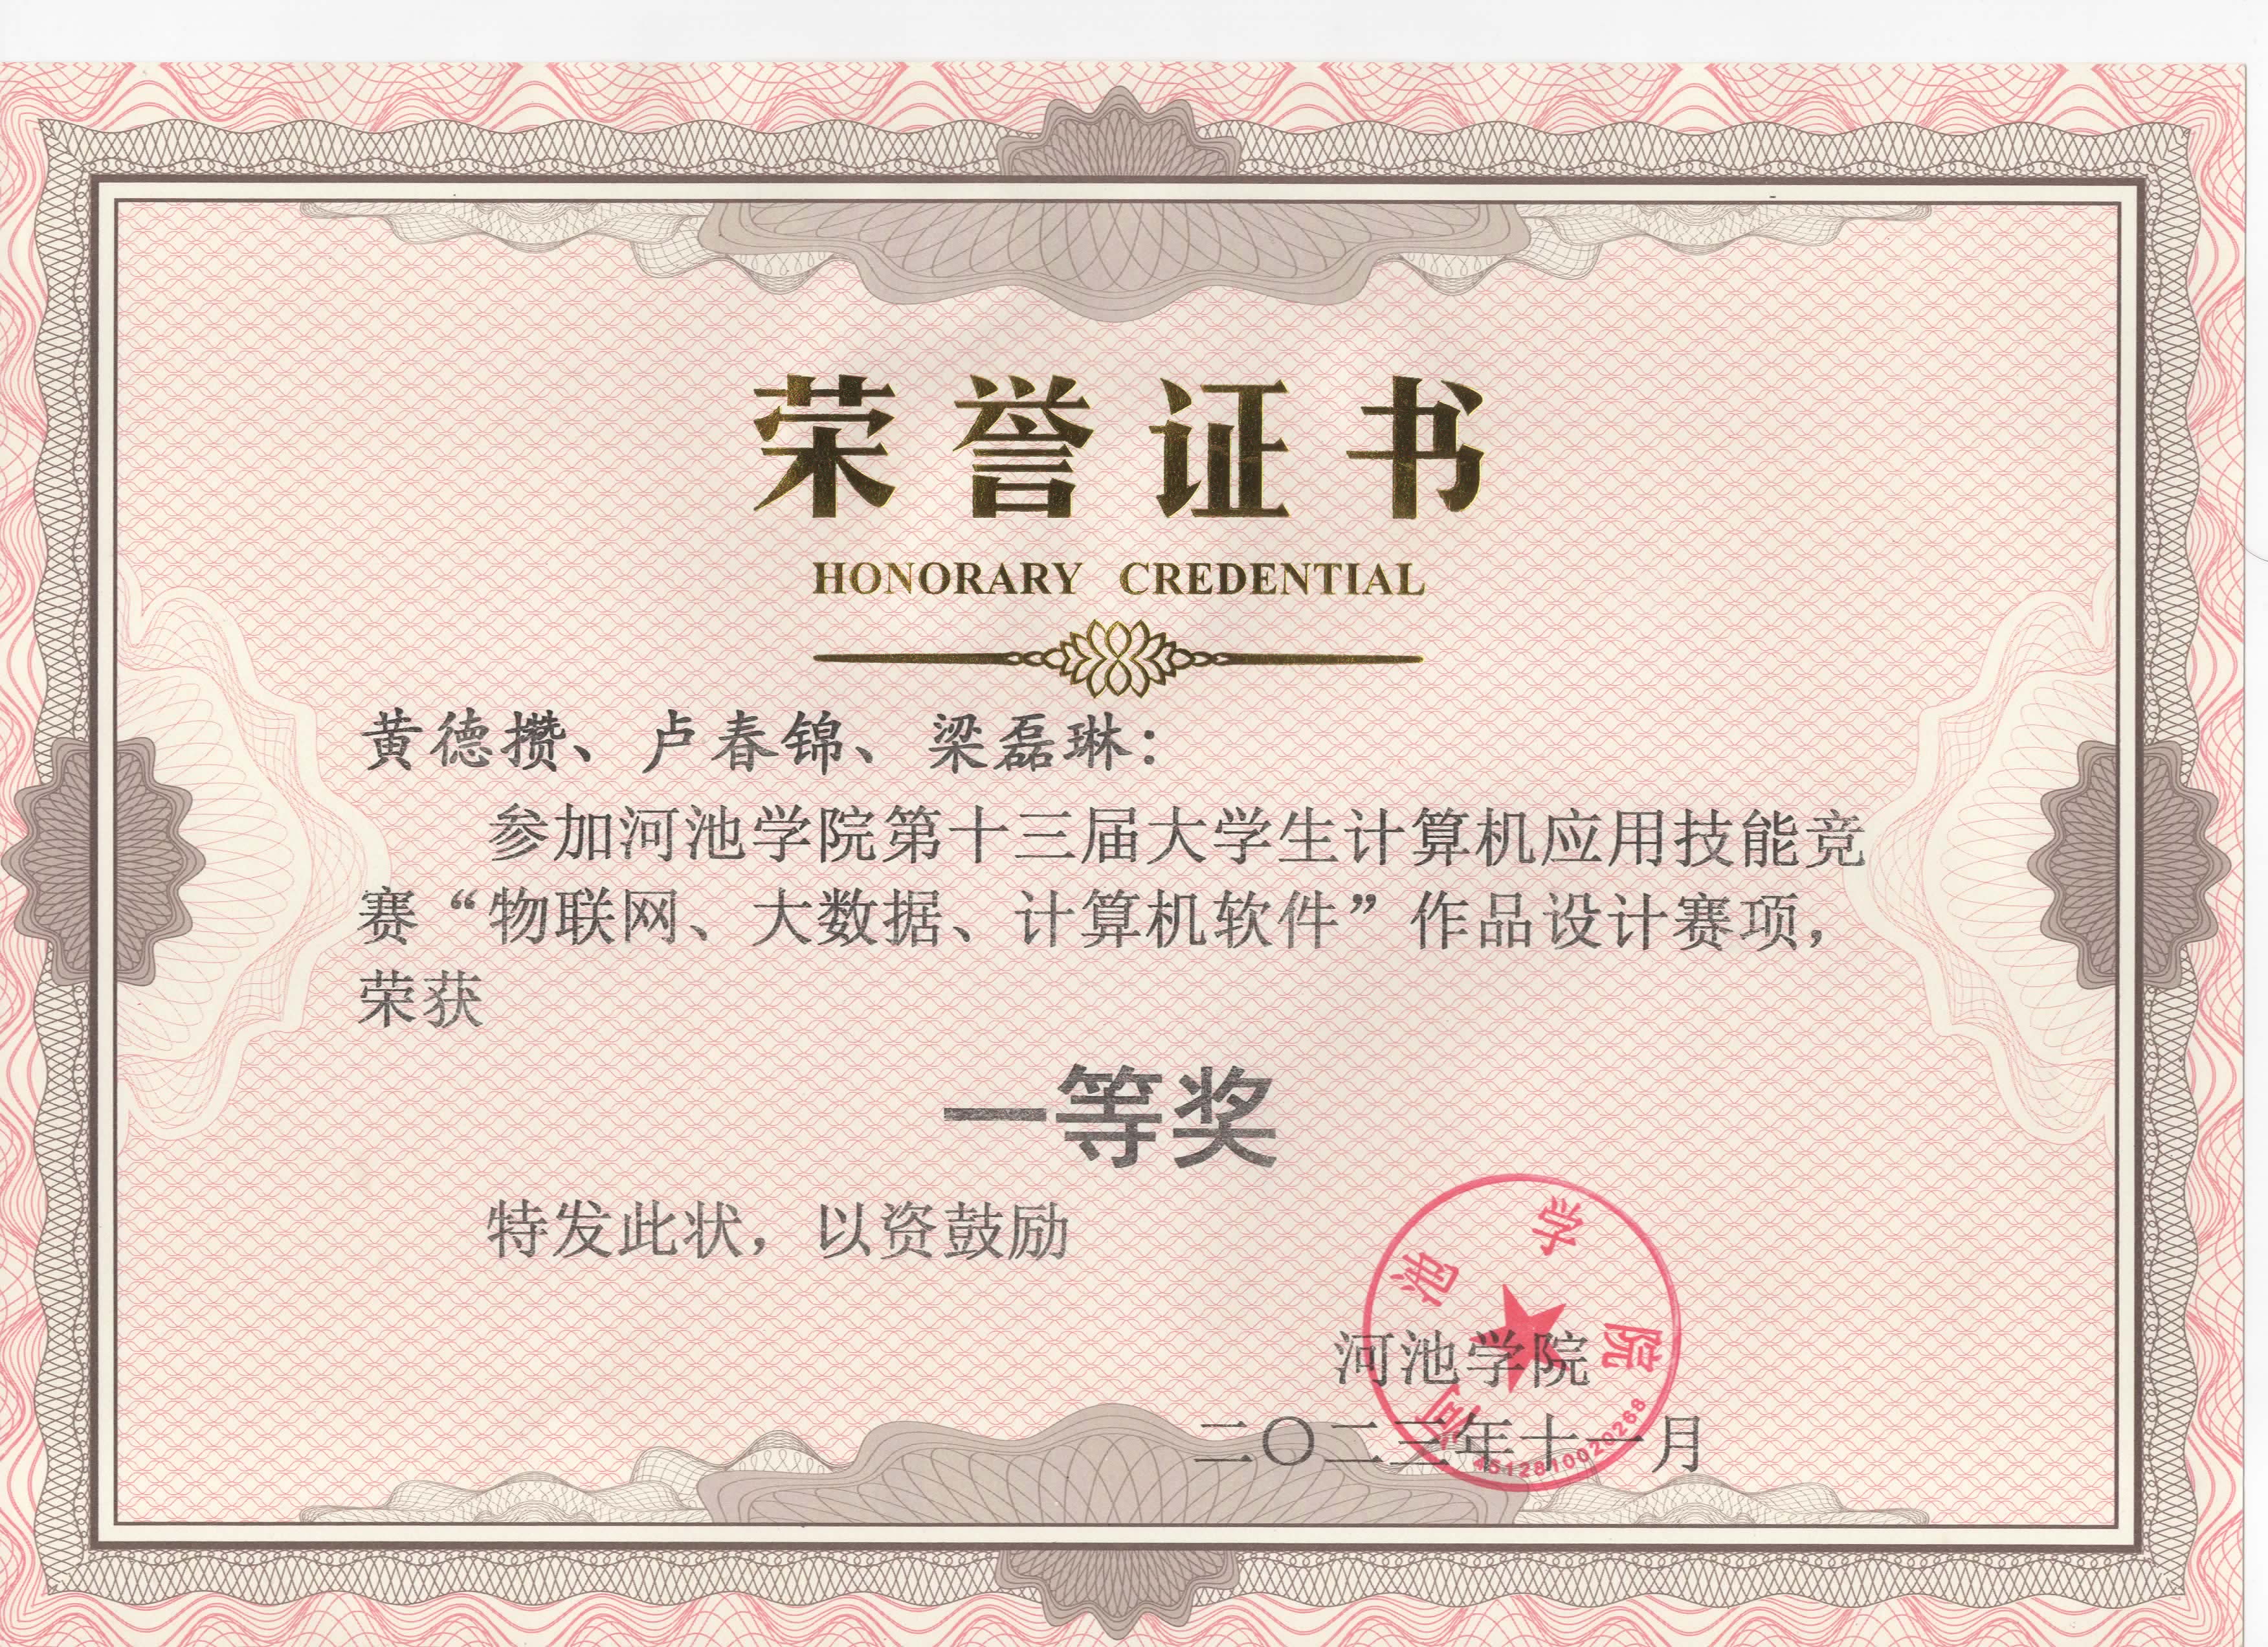 荣誉证书
HONORARY CREDENTIAL
黄德攒、卢春锦、梁磊琳：
参加河池学院第十三届大学生计算机应用技能竞
赛“物联网、大数据、计算机软件”作品设计赛项，
荣获
一等奖
特发此状，以资鼓励
河池学院
河池学院
二〇二三年十一月
4512810020268